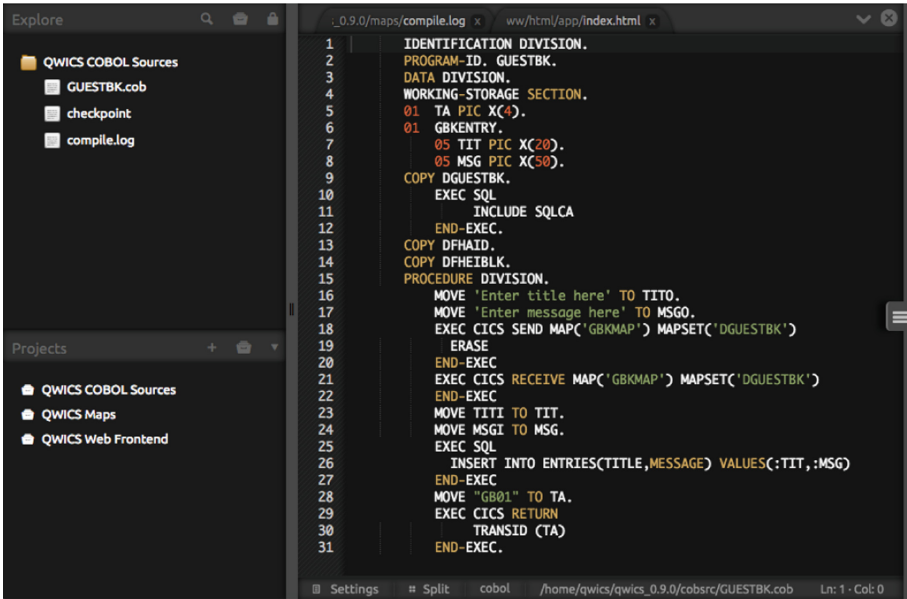 Explore
QWICS COBOL Sources
GUESTBK.cob
checkpoint
compile.log
Projects
QWICS COBOL Sources
QWICS Maps
QWICS Web Frontend
_0.9.0/maps/compile.log x ww/html/app/index.html x
1 IDENTIFICATION DIVISION.
2 PROGRAM-ID. GUESTBK.
3 DATA DIVISION.
4 WORKING-STORAGE SECTION.
5 01 TA PIC X(4).
6 01 GBKENTRY.
7 05 TIT PIC X(20).
8 05 MSG PIC X(50).
9 COPY DGUESTBK.
10 EXEC SQL
11 INCLUDE SQLCA
12 END-EXEC.
13 COPY DFHAID.
14 COPY DFHEIBLK.
15 PROCEDURE DIVISION.
16 MOVE 'Enter title here' TO TITO.
17 MOVE 'Enter message here' TO MSGO.
18 EXEC CICS SEND MAP('GBKMAP') MAPSET('DGUESTBK')
19 ERASE
20 END-EXEC
21 EXEC CICS RECEIVE MAP('GBKMAP') MAPSET('DGUESTBK')
22 END-EXEC
23 MOVE TITI TO TIT.
24 MOVE MSGI TO MSG.
25 EXEC SQL
26 INSERT INTO ENTRIES(TITLE,MESSAGE) VALUES(:TIT,:MSG)
27 END-EXEC
28 MOVE "GB01" TO TA.
29 EXEC CICS RETURN
30 TRANSID (TA)
31 END-EXEC.
Settings Split cobol /home/qwics/qwics_0.9.0/cobsrc/GUESTBK.cob Ln: 1 · Col: 0